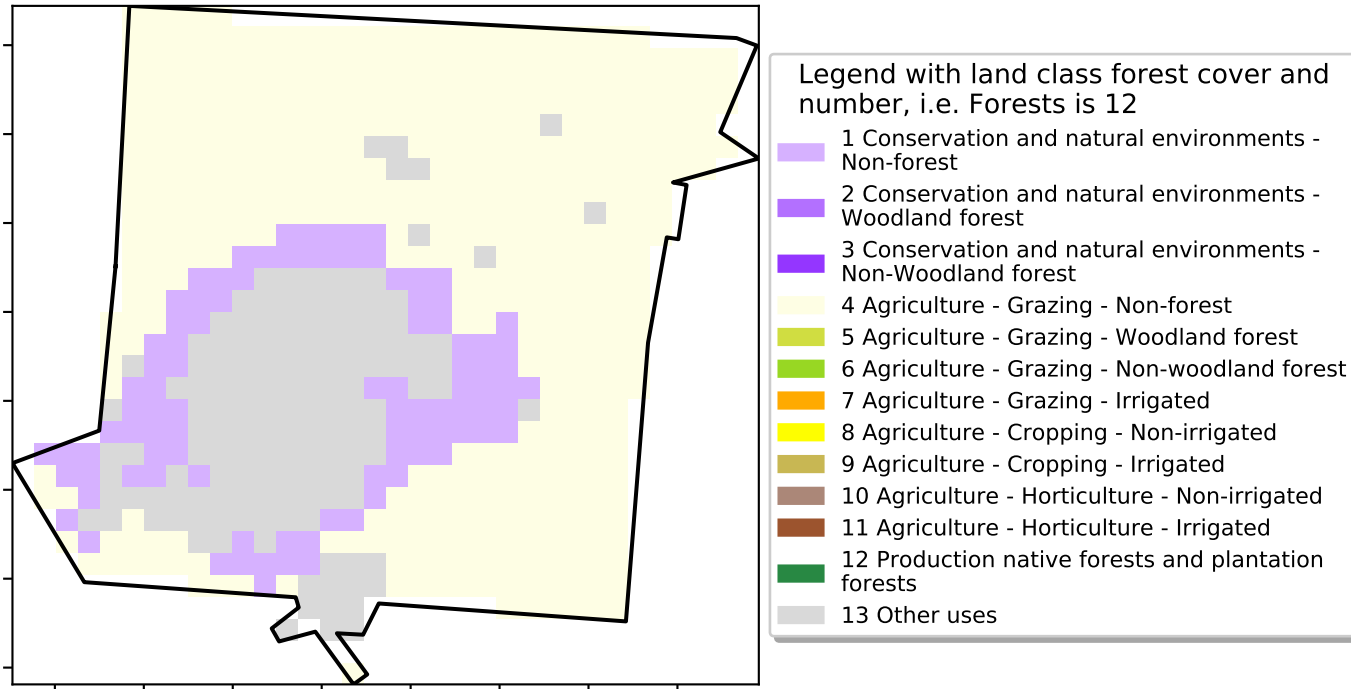 Legend with land class forest cover and
number, i.e. Forests is 12
1 Conservation and natural environments -
Non-forest
2 Conservation and natural environments -
Woodland forest
3 Conservation and natural environments -
Non-Woodland forest
4 Agriculture - Grazing - Non-forest
5 Agriculture - Grazing - Woodland forest
6 Agriculture - Grazing - Non-woodland forest
7 Agriculture - Grazing - Irrigated
8 Agriculture - Cropping - Non-irrigated
9 Agriculture - Cropping - Irrigated
10 Agriculture - Horticulture - Non-irrigated
11 Agriculture - Horticulture - Irrigated
12 Production native forests and plantation
forests
13 Other uses